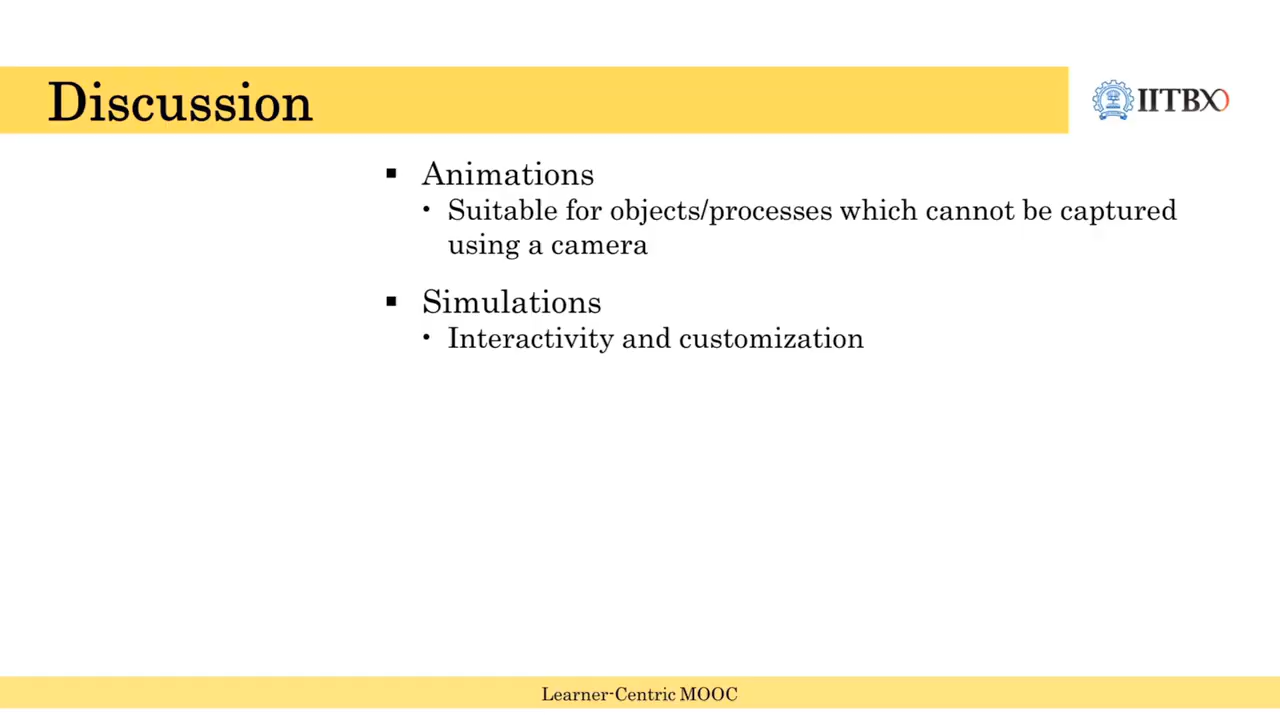 Discussion
IITBX
▪ Animations
• Suitable for objects/processes which cannot be captured
using a camera
▪ Simulations
• Interactivity and customization
Learner-Centric MOOC